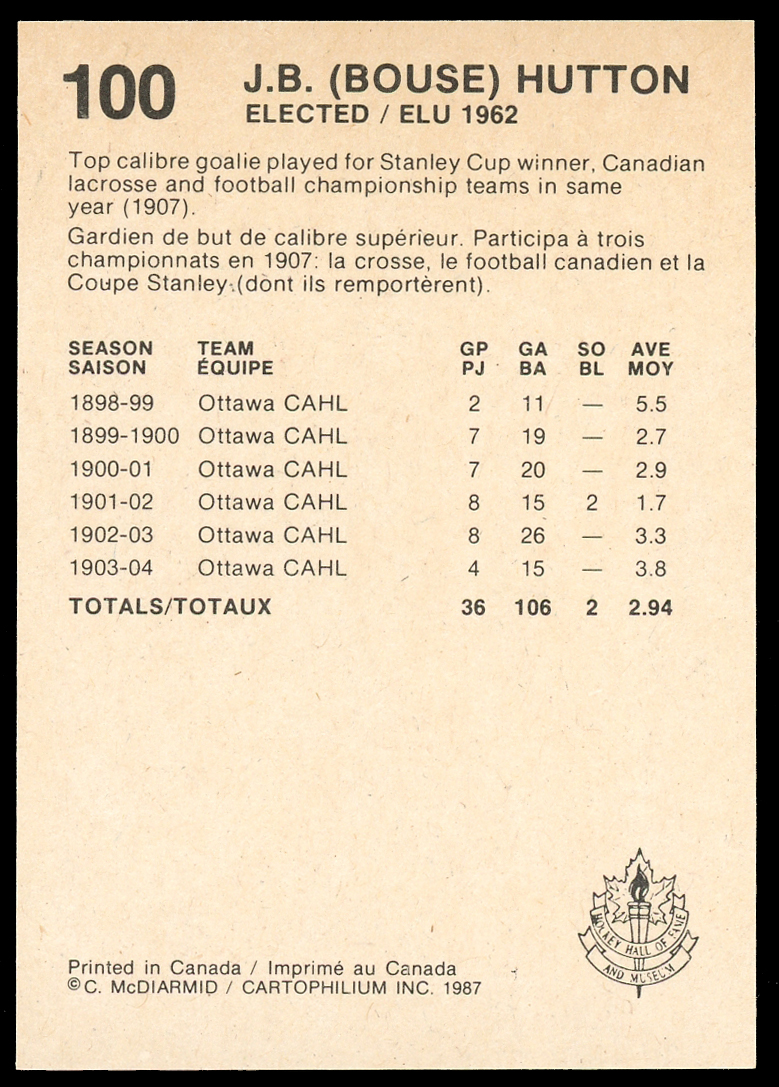 100 J.B. (BOUSE) HUTTON
ELECTED / ELU 1962
Top calibre goalie played for Stanley Cup winner, Canadian
lacrosse and football championship teams in same
year (1907).
Gardien de but de calibre supérieur. Participa à trois
championnats en 1907: la crosse, le football canadien et la
Coupe Stanley (dont ils remportèrent).
SEASON TEAM GP GA SO AVE
SAISON ÉQUIPE PJ BA BL MOY
1898-99 Ottawa CAHL 2 11 — 5.5
1899-1900 Ottawa CAHL 7 19 — 2.7
1900-01 Ottawa CAHL 7 20 — 2.9
1901-02 Ottawa CAHL 8 15 2 1.7
1902-03 Ottawa CAHL 8 26 — 3.3
1903-04 Ottawa CAHL 4 15 — 3.8
TOTALS/TOTAUX 36 106 2 2.94
HOCKEY HALL OF FAME
AND MUSEUM
Printed in Canada / Imprimé au Canada
©C. McDIARMID / CARTOPHILIUM INC. 1987